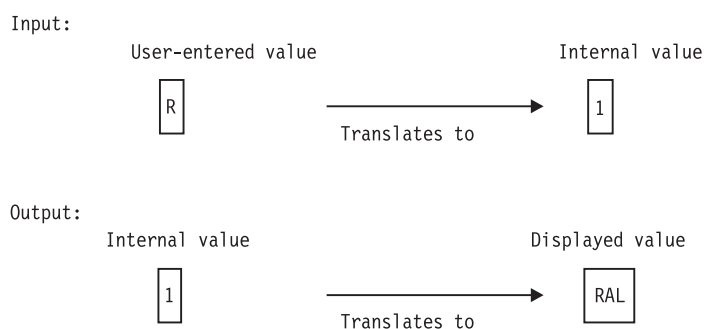 Input:
User-entered value Internal value
R 1
Translates to
Output:
Internal value Displayed value
1 RAL
Translates to